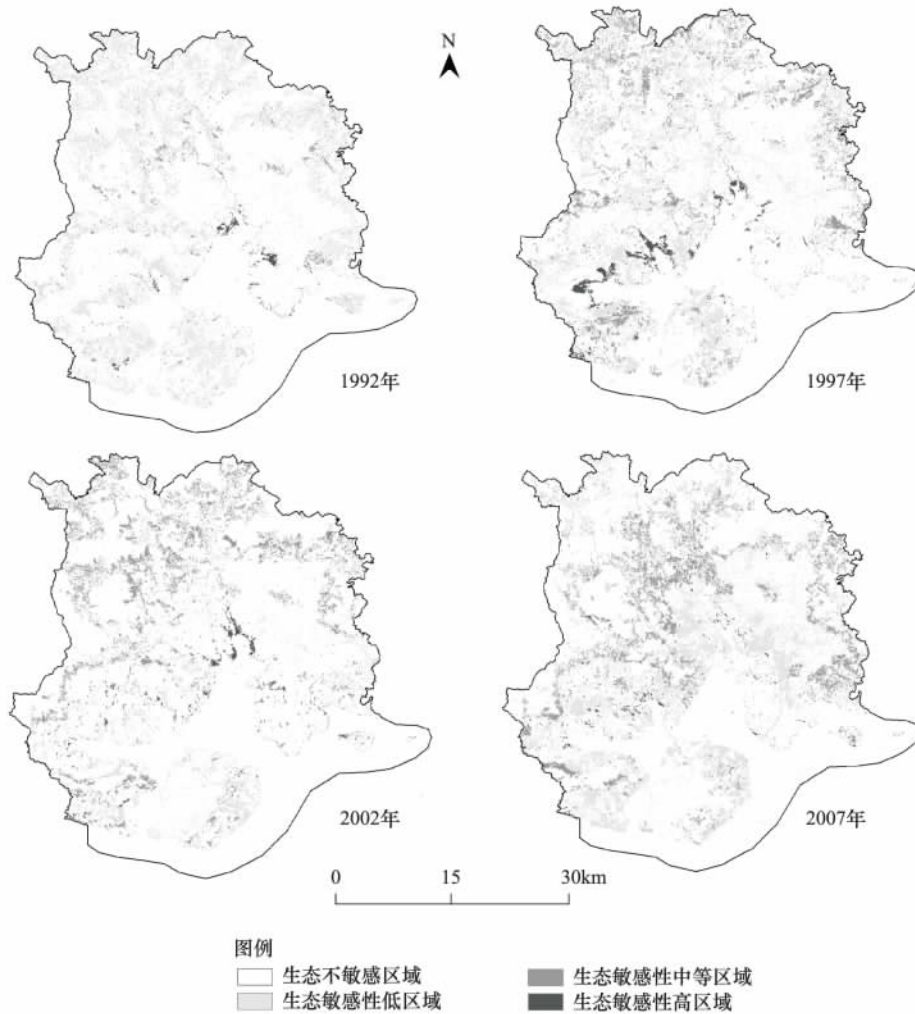 N
1992年
1997年
2002年
2007年
0 15 30km
图例
生态不敏感区域
生态敏感性中等区域
生态敏感性低区域
生态敏感性高区域